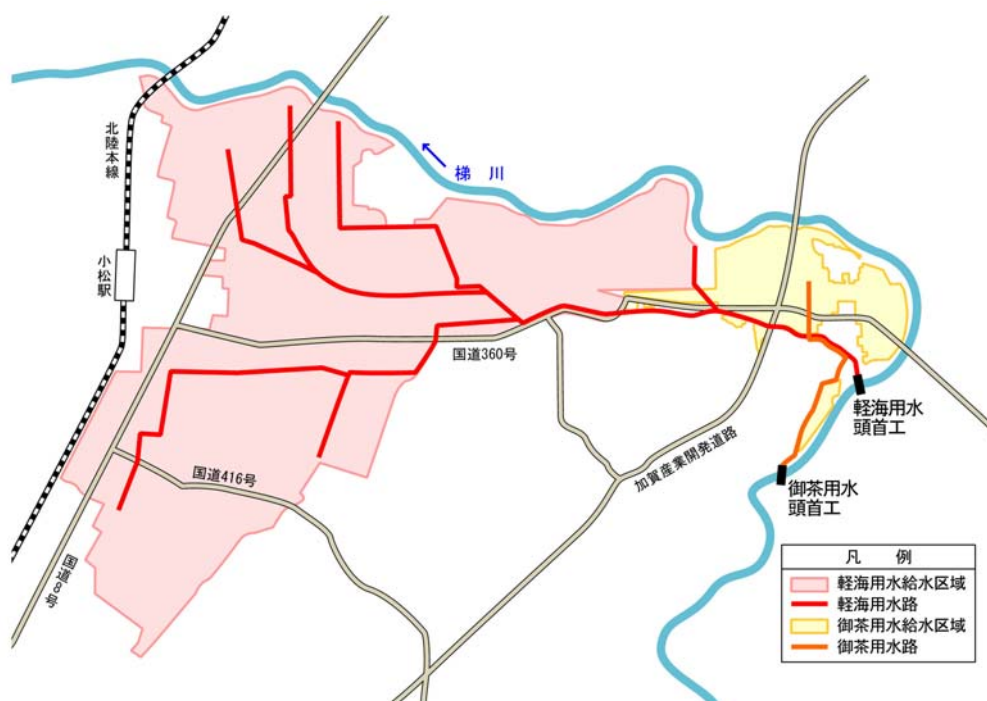 北陸本線
梯 川
小松駅
国道360号
軽海用水
頭首工
加賀産業開発道路
国道416号
御茶用水
頭首工
国道8号
凡 例
軽海用水給水区域
軽海用水路
御茶用水給水区域
御茶用水路